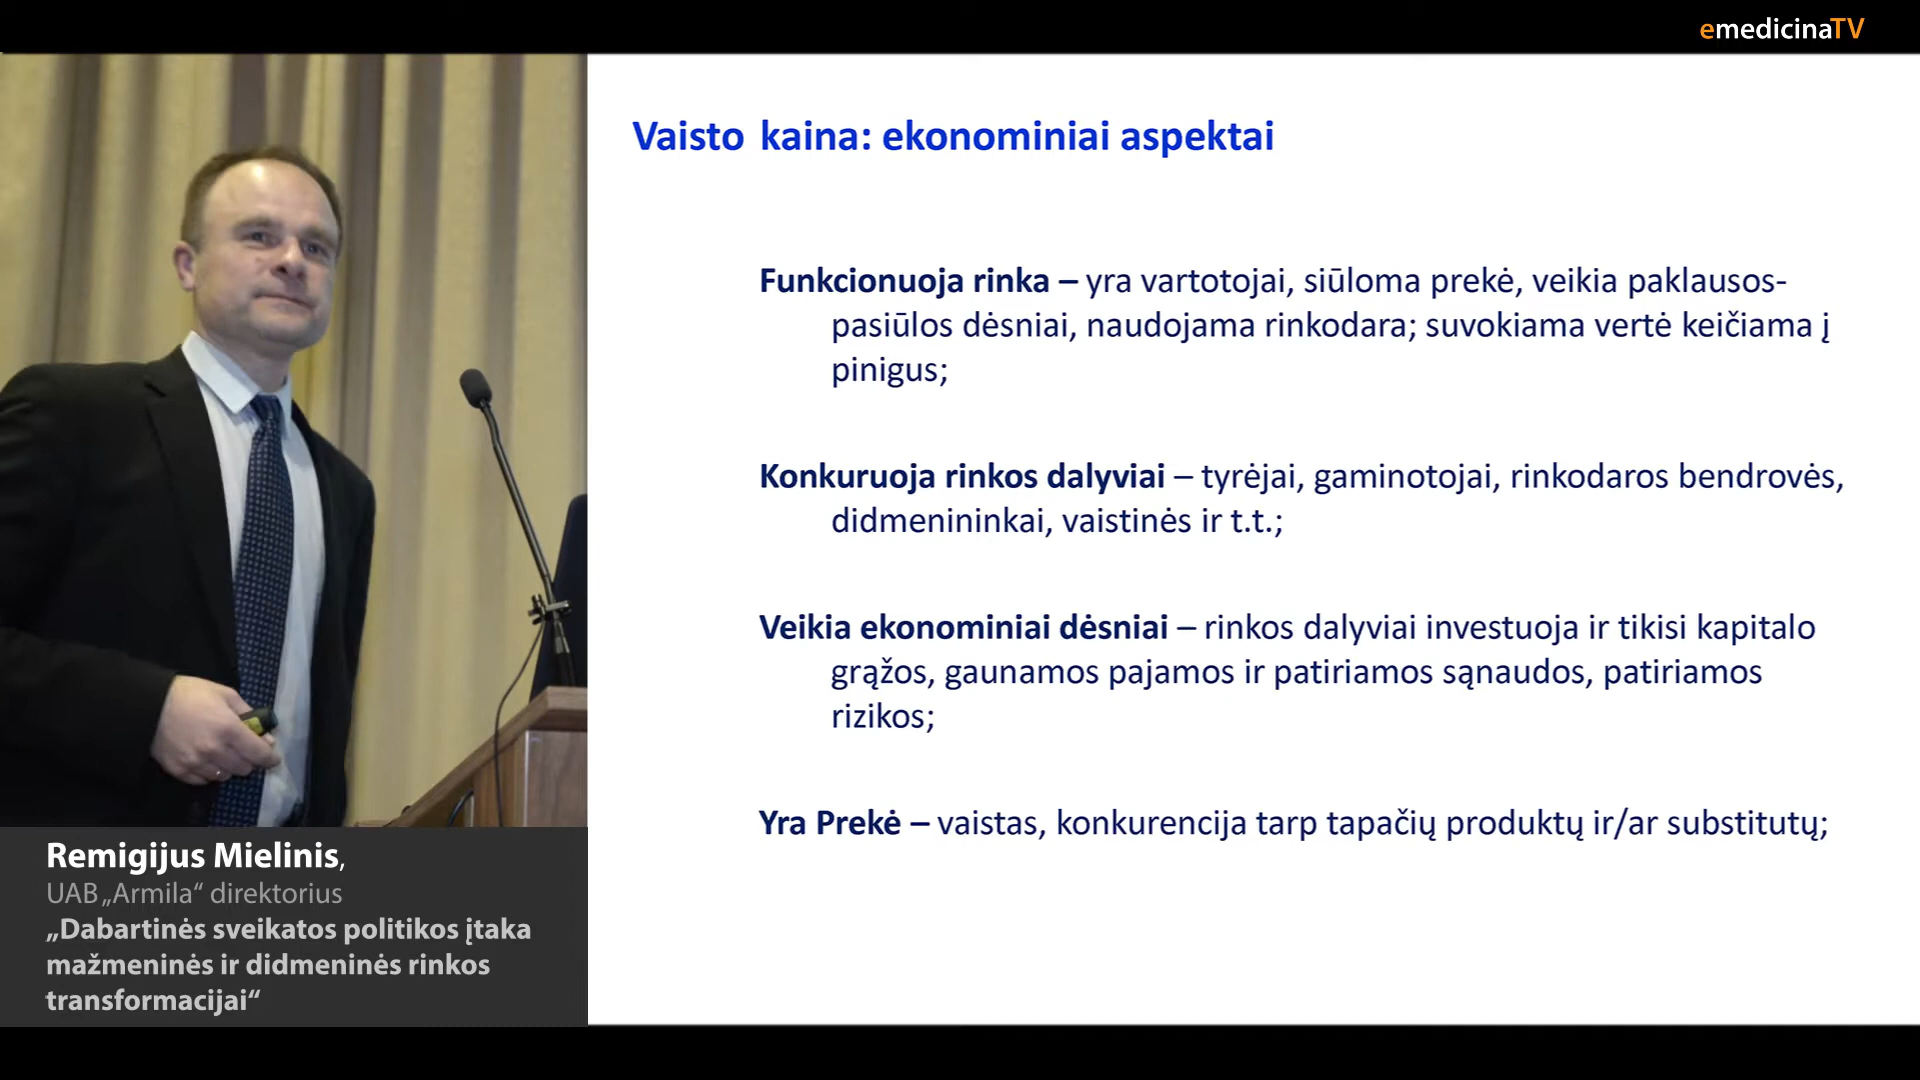 emedicinaTV
Vaisto kaina: ekonominiai aspektai
Funkcionuoja rinka – yra vartotojai, siūloma prekė, veikia paklausos-
pasiūlos dėsniai, naudojama rinkodara; suvokiama vertė keičiama į
pinigus;
Konkuruoja rinkos dalyviai – tyrėjai, gaminotojai, rinkodaros bendrovės,
didmenininkai, vaistinės ir t.t.;
Veikia ekonominiai dėsniai – rinkos dalyviai investuoja ir tikisi kapitalo
grąžos, gaunamos pajamos ir patiriamos sąnaudos, patiriamos
rizikos;
Yra Prekė – vaistas, konkurencija tarp tapačių produktų ir/ar substitutų;
Remigijus Mielinis,
UAB „Armila“ direktorius
„Dabartinės sveikatos politikos įtaka
mažmeninės ir didmeninės rinkos
transformacijai“